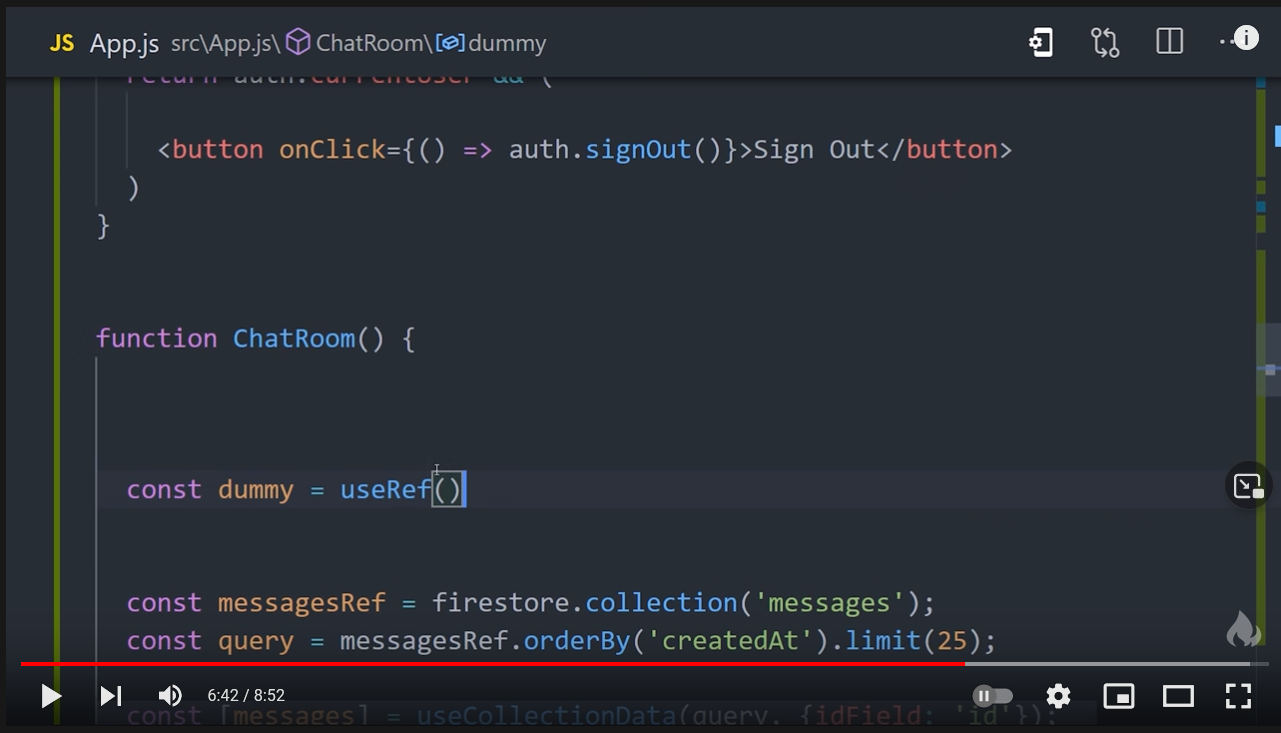 JS App.js src\App.js\ChatRoom\dummy
return auth.currentUser && (
<button onClick={() => auth.signOut()}>Sign Out</button>
)
}
function ChatRoom() {
const dummy = useRef()
const messagesRef = firestore.collection('messages');
const query = messagesRef.orderBy('createdAt').limit(25);
6:42 / 8:52
const [messages] = useCollectionData(query, {idField: 'id'});